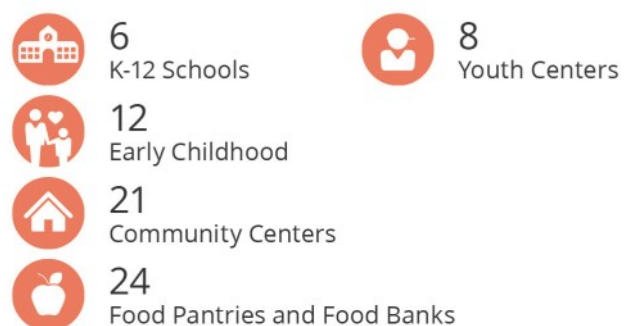 6
K-12 Schools
8
Youth Centers
12
Early Childhood
21
Community Centers
24
Food Pantries and Food Banks